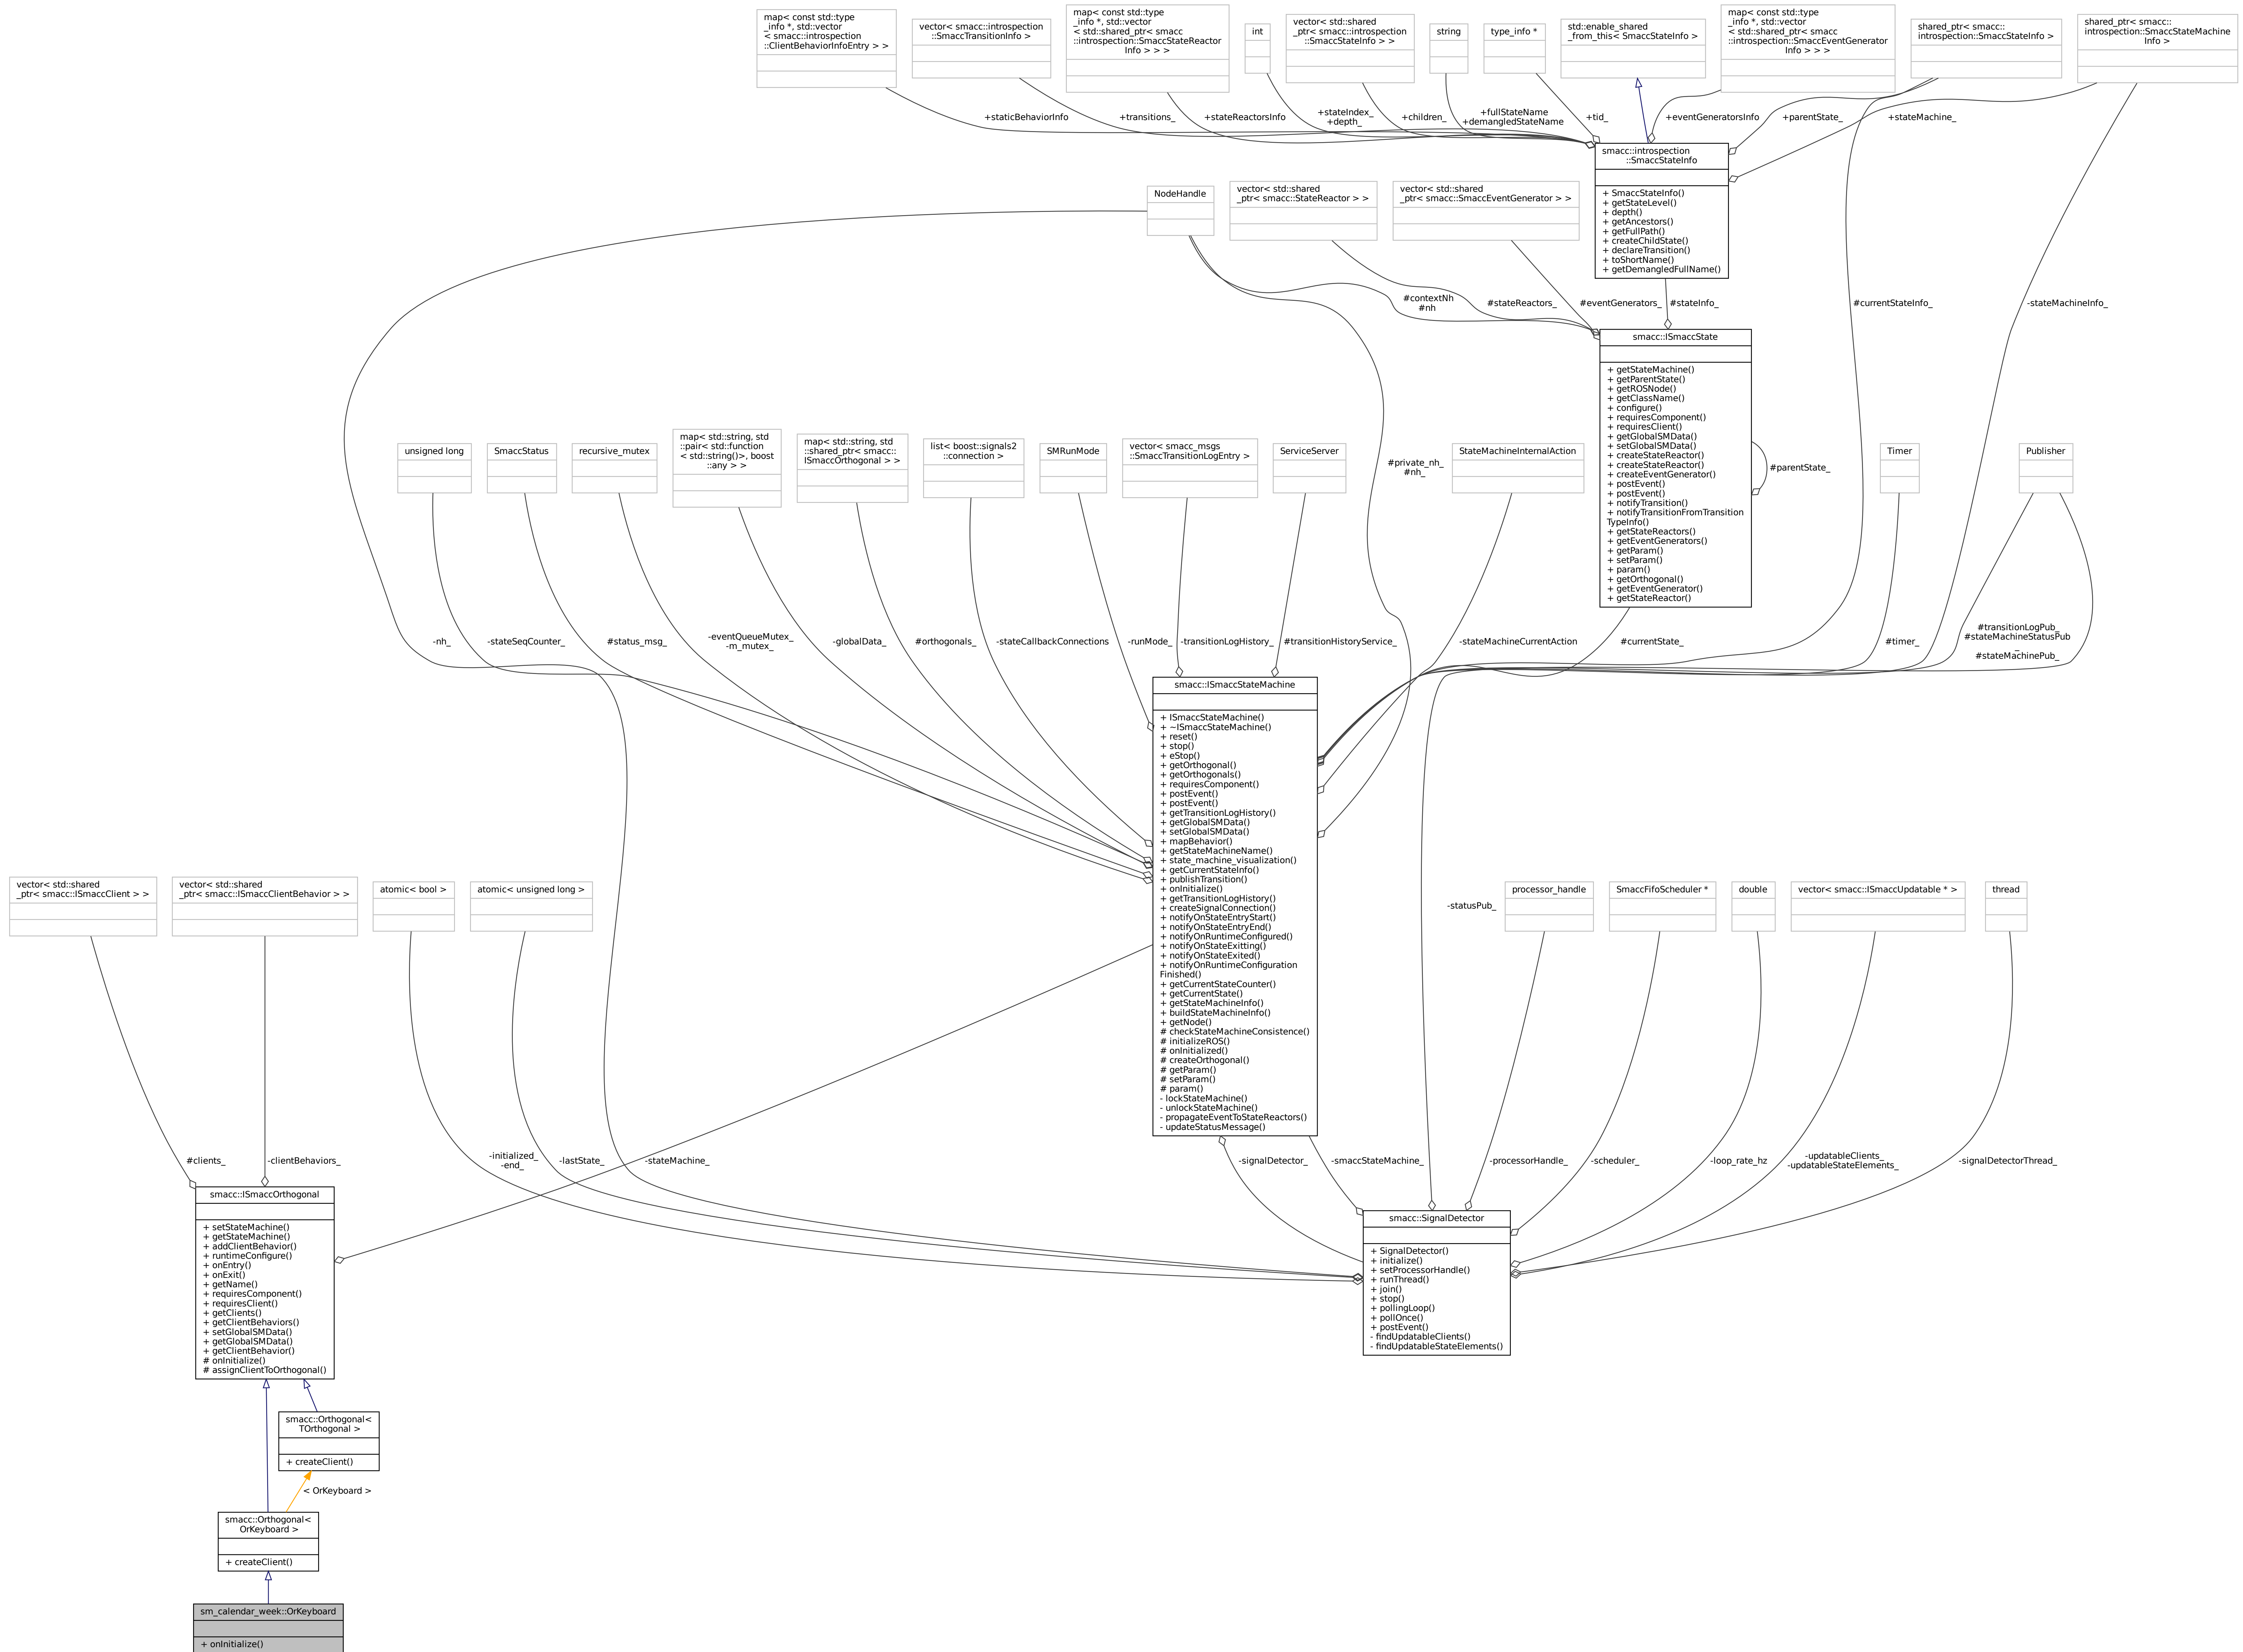 map< const std::type
_info *, std::vector
< smacc::introspection
::ClientBehaviorInfoEntry > >
vector< smacc::introspection
::SmaccTransitionInfo >
map< const std::type
_info *, std::vector
< std::shared_ptr< smacc
::introspection::SmaccStateReactor
Info > > >
int
vector< std::shared
_ptr< smacc::introspection
::SmaccStateInfo > >
string
type_info *
std::enable_shared
_from_this< SmaccStateInfo >
map< const std::type
_info *, std::vector
< std::shared_ptr< smacc
::introspection::SmaccEventGenerator
Info > > >
shared_ptr< smacc::
introspection::SmaccStateInfo >
shared_ptr< smacc::
introspection::SmaccStateMachine
Info >
+staticBehaviorInfo
+transitions_
+stateReactorsInfo
+stateIndex_
+depth_
+children_
+fullStateName
+demangledStateName
+tid_
+eventGeneratorsInfo
+parentState_
+stateMachine_
smacc::introspection
::SmaccStateInfo
+ SmaccStateInfo()
+ getStateLevel()
+ depth()
+ getAncestors()
+ getFullPath()
+ createChildState()
+ declareTransition()
+ toShortName()
+ getDemangledFullName()
NodeHandle
vector< std::shared
_ptr< smacc::StateReactor > >
vector< std::shared
_ptr< smacc::SmaccEventGenerator > >
#contextNh
#nh
#stateReactors_
#eventGenerators_
#stateInfo_
#currentStateInfo_
-stateMachineInfo_
smacc::ISmaccState
+ getStateMachine()
+ getParentState()
+ getROSNode()
+ getClassName()
+ configure()
+ requiresComponent()
+ requiresClient()
+ getGlobalSMData()
+ setGlobalSMData()
+ createStateReactor()
+ createStateReactor()
+ createEventGenerator()
+ postEvent()
+ postEvent()
+ notifyTransition()
+ notifyTransitionFromTransition
TypeInfo()
+ getStateReactors()
+ getEventGenerators()
+ getParam()
+ setParam()
+ param()
+ getOrthogonal()
+ getEventGenerator()
+ getStateReactor()
#parentState_
unsigned long
SmaccStatus
recursive_mutex
map< std::string, std
::pair< std::function
< std::string()>, boost
::any > >
map< std::string, std
::shared_ptr< smacc::
ISmaccOrthogonal > >
list< boost::signals2
::connection >
SMRunMode
vector< smacc_msgs
::SmaccTransitionLogEntry >
ServiceServer
#private_nh_
#nh_
StateMachineInternalAction
Timer
Publisher
-nh_
-stateSeqCounter_
#status_msg_
-eventQueueMutex_
-m_mutex_
-globalData_
#orthogonals_
-stateCallbackConnections
-runMode_
-transitionLogHistory_
#transitionHistoryService_
-stateMachineCurrentAction
#currentState_
#timer_
#transitionLogPub_
#stateMachineStatusPub
_
#stateMachinePub_
smacc::ISmaccStateMachine
+ ISmaccStateMachine()
+ ~ISmaccStateMachine()
+ reset()
+ stop()
+ eStop()
+ getOrthogonal()
+ getOrthogonals()
+ requiresComponent()
+ postEvent()
+ postEvent()
+ getTransitionLogHistory()
+ getGlobalSMData()
+ setGlobalSMData()
+ mapBehavior()
+ getStateMachineName()
+ state_machine_visualization()
+ getCurrentStateInfo()
+ publishTransition()
+ onInitialize()
+ getTransitionLogHistory()
+ createSignalConnection()
+ notifyOnStateEntryStart()
+ notifyOnStateEntryEnd()
+ notifyOnRuntimeConfigured()
+ notifyOnStateExitting()
+ notifyOnStateExited()
+ notifyOnRuntimeConfiguration
Finished()
+ getCurrentStateCounter()
+ getCurrentState()
+ getStateMachineInfo()
+ buildStateMachineInfo()
+ getNode()
# checkStateMachineConsistence()
# initializeROS()
# onInitialized()
# createOrthogonal()
# getParam()
# setParam()
# param()
- lockStateMachine()
- unlockStateMachine()
- propagateEventToStateReactors()
- updateStatusMessage()
vector< std::shared
_ptr< smacc::ISmaccClient > >
vector< std::shared
_ptr< smacc::ISmaccClientBehavior > >
atomic< bool >
atomic< unsigned long >
-statusPub_
processor_handle
SmaccFifoScheduler *
double
vector< smacc::ISmaccUpdatable * >
thread
#clients_
-clientBehaviors_
-initialized_
-end_
-lastState_
-stateMachine_
-signalDetector_
-smaccStateMachine_
-processorHandle_
-scheduler_
-loop_rate_hz
-updatableClients_
-updatableStateElements_
-signalDetectorThread_
smacc::ISmaccOrthogonal
+ setStateMachine()
+ getStateMachine()
+ addClientBehavior()
+ runtimeConfigure()
+ onEntry()
+ onExit()
+ getName()
+ requiresComponent()
+ requiresClient()
+ getClients()
+ getClientBehaviors()
+ setGlobalSMData()
+ getGlobalSMData()
+ getClientBehavior()
# onInitialize()
# assignClientToOrthogonal()
smacc::SignalDetector
+ SignalDetector()
+ initialize()
+ setProcessorHandle()
+ runThread()
+ join()
+ stop()
+ pollingLoop()
+ pollOnce()
+ postEvent()
- findUpdatableClients()
- findUpdatableStateElements()
smacc::Orthogonal<
TOrthogonal >
+ createClient()
< OrKeyboard >
smacc::Orthogonal<
OrKeyboard >
+ createClient()
sm_calendar_week::OrKeyboard
+ onInitialize()